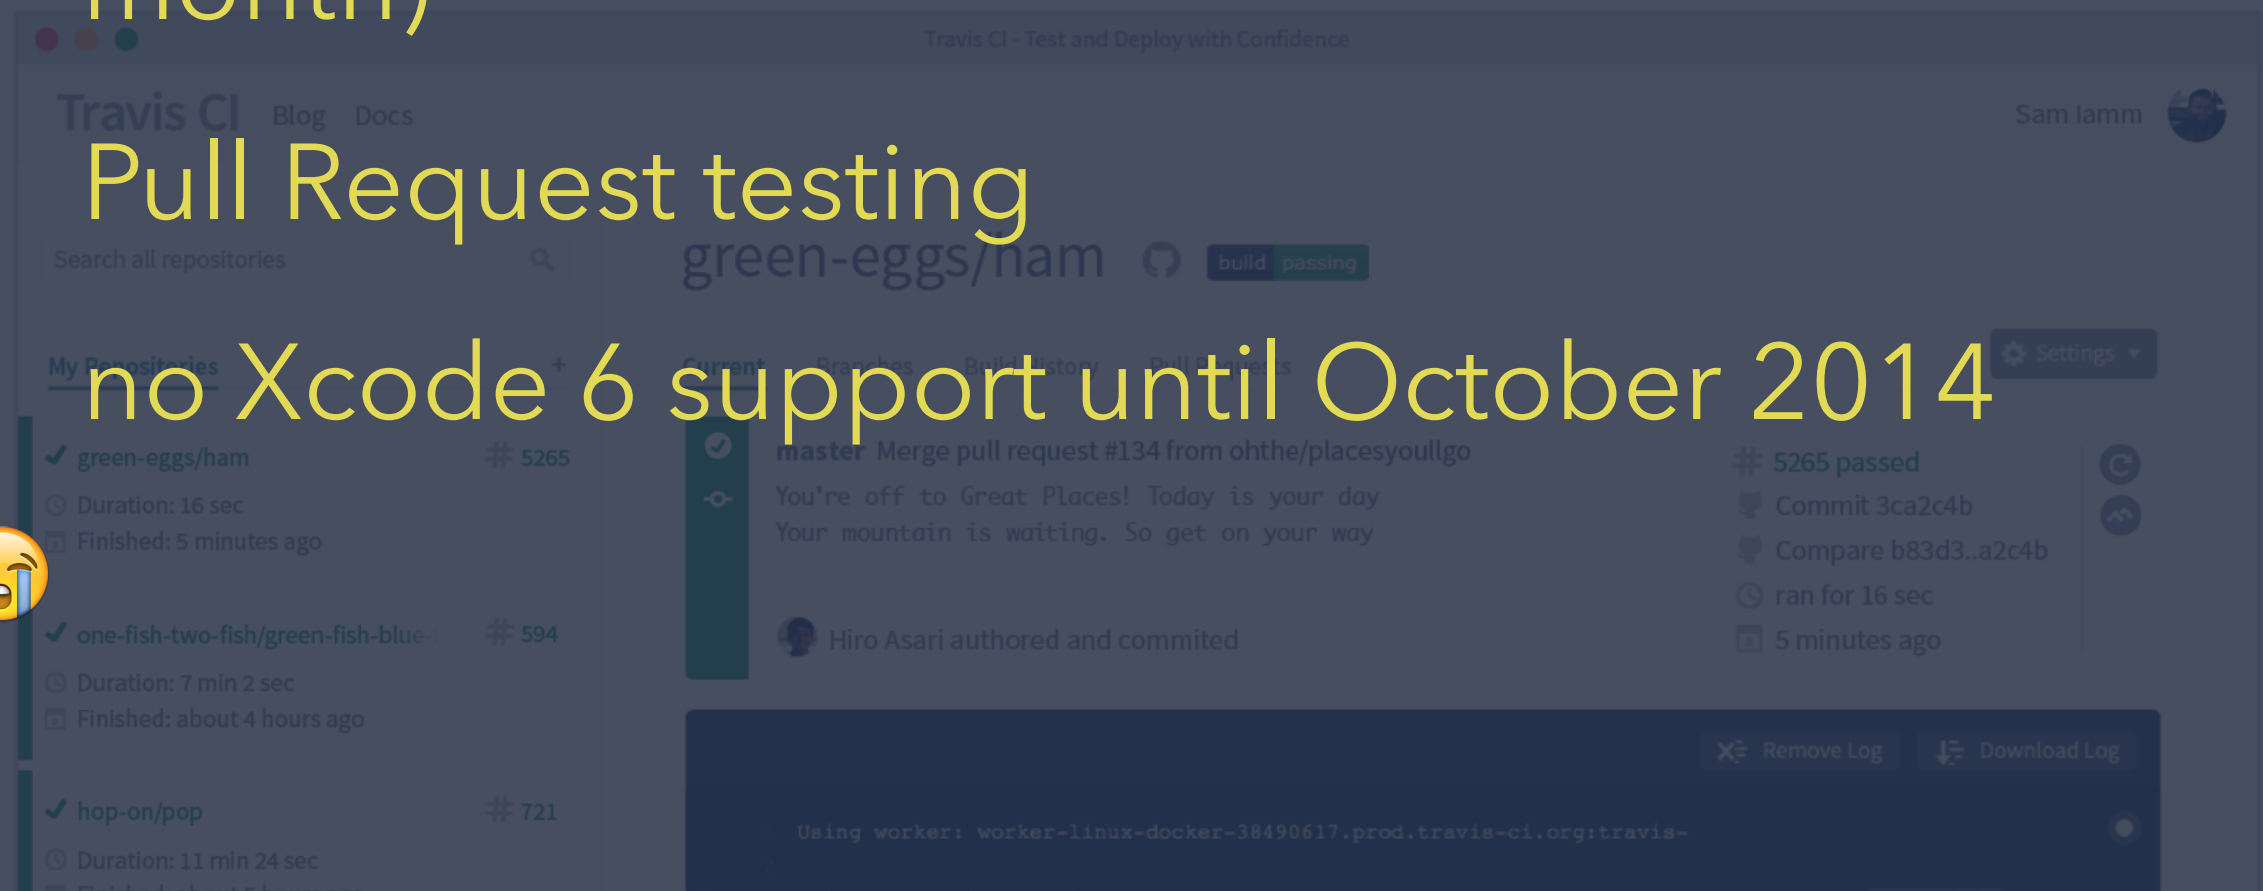 month)
Travis CI - Test and Deploy with Confidence
Travis CI Blog Docs Sam Iamm
Pull Request testing
Search all repositories
green-eggs/ham build passing
My Repositories +
Current Branches Build History Pull Requests Settings
no Xcode 6 support until October 2014
green-eggs/ham # 5265
Duration: 16 sec
Finished: 5 minutes ago
one-fish-two-fish/green-fish-blue- # 594
Duration: 7 min 2 sec
Finished: about 4 hours ago
hop-on/pop # 721
Duration: 11 min 24 sec
master Merge pull request #134 from ohthe/placesyoullgo
You're off to Great Places! Today is your day
Your mountain is waiting. So get on your way
Hiro Asari authored and commited
# 5265 passed
Commit 3ca2c4b
Compare b83d3..a2c4b
ran for 16 sec
5 minutes ago
Remove Log Download Log
Using worker: worker-linux-docker-38490617.prod.travis-ci.org:travis-